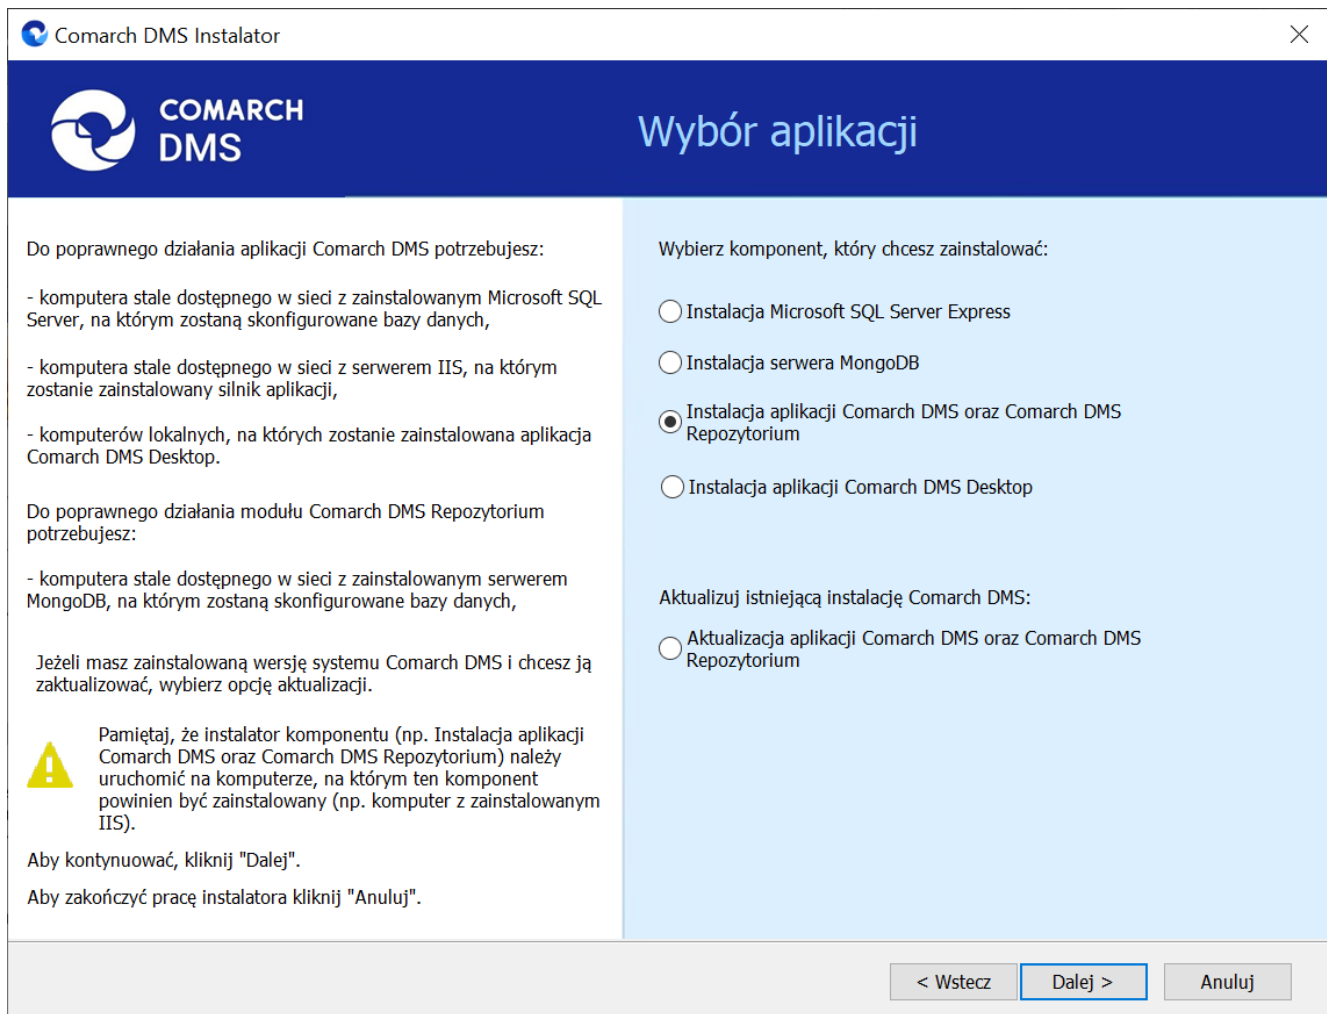 Comarch DMS Instalator
COMARCH
DMS
Wybór aplikacji
Do poprawnego działania aplikacji Comarch DMS potrzebujesz:
- komputera stale dostępnego w sieci z zainstalowanym Microsoft SQL
Server, na którym zostaną skonfigurowane bazy danych,
- komputera stale dostępnego w sieci z serwerem IIS, na którym
zostanie zainstalowany silnik aplikacji,
- komputerów lokalnych, na których zostanie zainstalowana aplikacja
Comarch DMS Desktop.
Do poprawnego działania modułu Comarch DMS Repozytorium
potrzebujesz:
- komputera stale dostępnego w sieci z zainstalowanym serwerem
MongoDB, na którym zostaną skonfigurowane bazy danych,
Jeżeli masz zainstalowaną wersję systemu Comarch DMS i chcesz ją
zaktualizować, wybierz opcję aktualizacji.
Pamiętaj, że instalator komponentu (np. Instalacja aplikacji
Comarch DMS oraz Comarch DMS Repozytorium) należy
uruchomić na komputerze, na którym ten komponent
powinien być zainstalowany (np. komputer z zainstalowanym
IIS).
Aby kontynuować, kliknij "Dalej".
Aby zakończyć pracę instalatora kliknij "Anuluj".
Wybierz komponent, który chcesz zainstalować:
Instalacja Microsoft SQL Server Express
Instalacja serwera MongoDB
Instalacja aplikacji Comarch DMS oraz Comarch DMS
Repozytorium
Instalacja aplikacji Comarch DMS Desktop
Aktualizuj istniejącą instalację Comarch DMS:
Aktualizacja aplikacji Comarch DMS oraz Comarch DMS
Repozytorium
< Wstecz
Dalej >
Anuluj